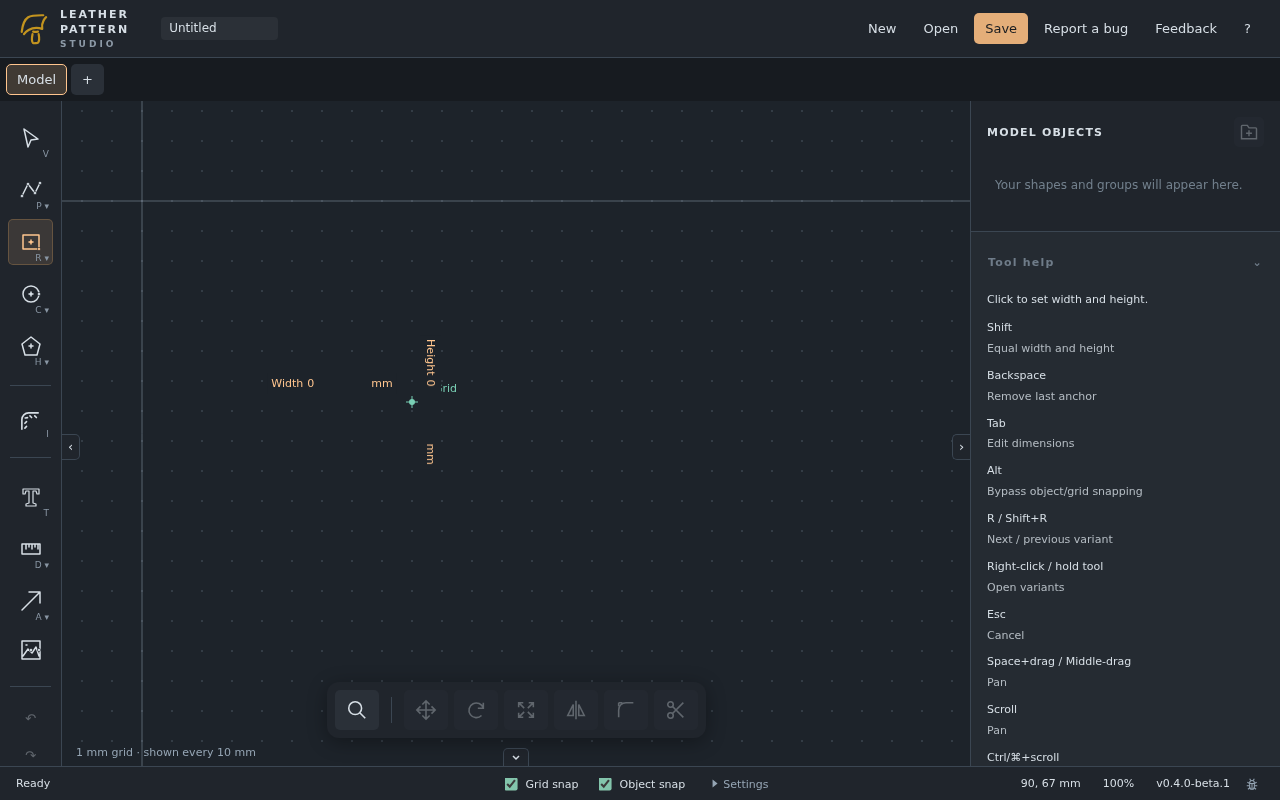 LEATHER
PATTERN
STUDIO
Untitled
New
Open
Save
Report a bug
Feedback
?
Model
+
V
P
R
C
H
I
T
D
A
Width 0
mm
Height 0
mm
rid
MODEL OBJECTS
Your shapes and groups will appear here.
Tool help
Click to set width and height.
Shift
Equal width and height
Backspace
Remove last anchor
Tab
Edit dimensions
Alt
Bypass object/grid snapping
R / Shift+R
Next / previous variant
Right-click / hold tool
Open variants
Esc
Cancel
Space+drag / Middle-drag
Pan
Scroll
Pan
Ctrl/⌘+scroll
1 mm grid · shown every 10 mm
Ready
Grid snap
Object snap
Settings
90, 67 mm
100%
v0.4.0-beta.1